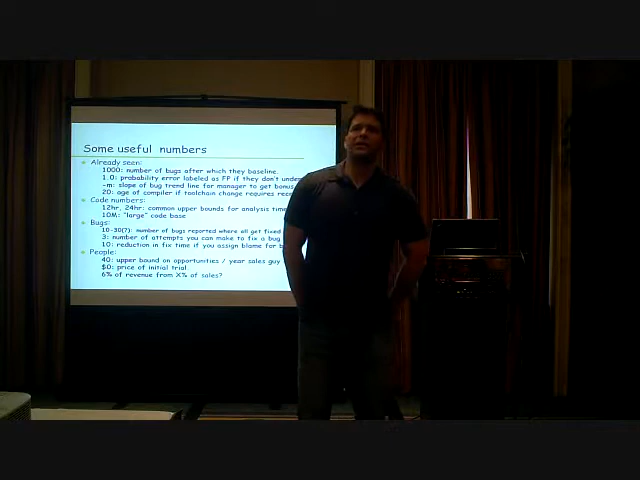 Some useful numbers
Already seen:
1000: number of bugs after which they baseline.
1.0: probability error labeled as FP if they don't
-m: slope of bug trend line for manager to get bonus
20: age of compiler if toolchain change requires
Code numbers:
12hr, 24hr: common upper bounds for analysis time
10M: "large" code base
Bugs:
10-30(?): number of bugs reported where all get fixed
3: number of attempts you can make to fix a bug
10: reduction in fix time if you assign blame for
People:
40: upper bound on opportunities / year sales guy
$0: price of initial trial
6% of revenue from X% of sales?